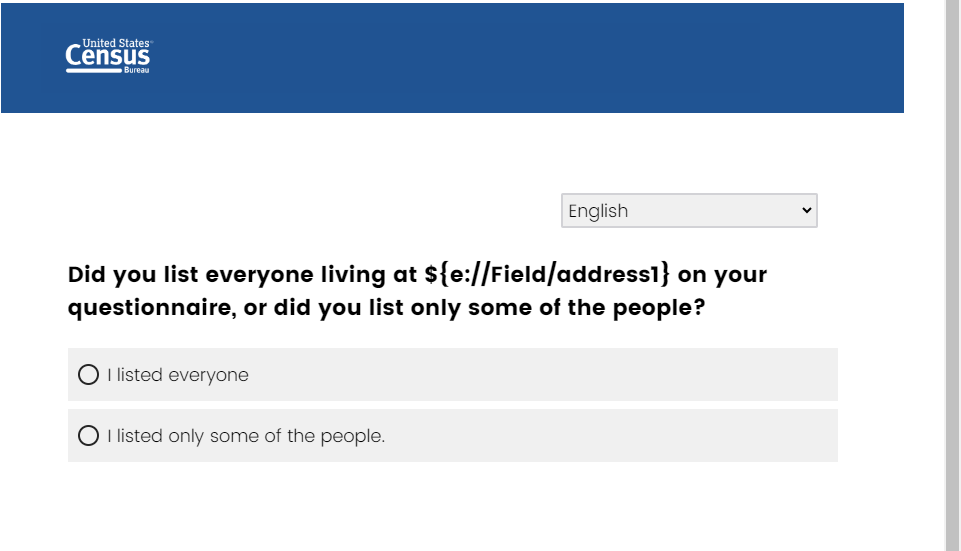 United States®
Census
Bureau
English
Did you list everyone living at ${e://Field/address1} on your
questionnaire, or did you list only some of the people?
I listed everyone
I listed only some of the people.